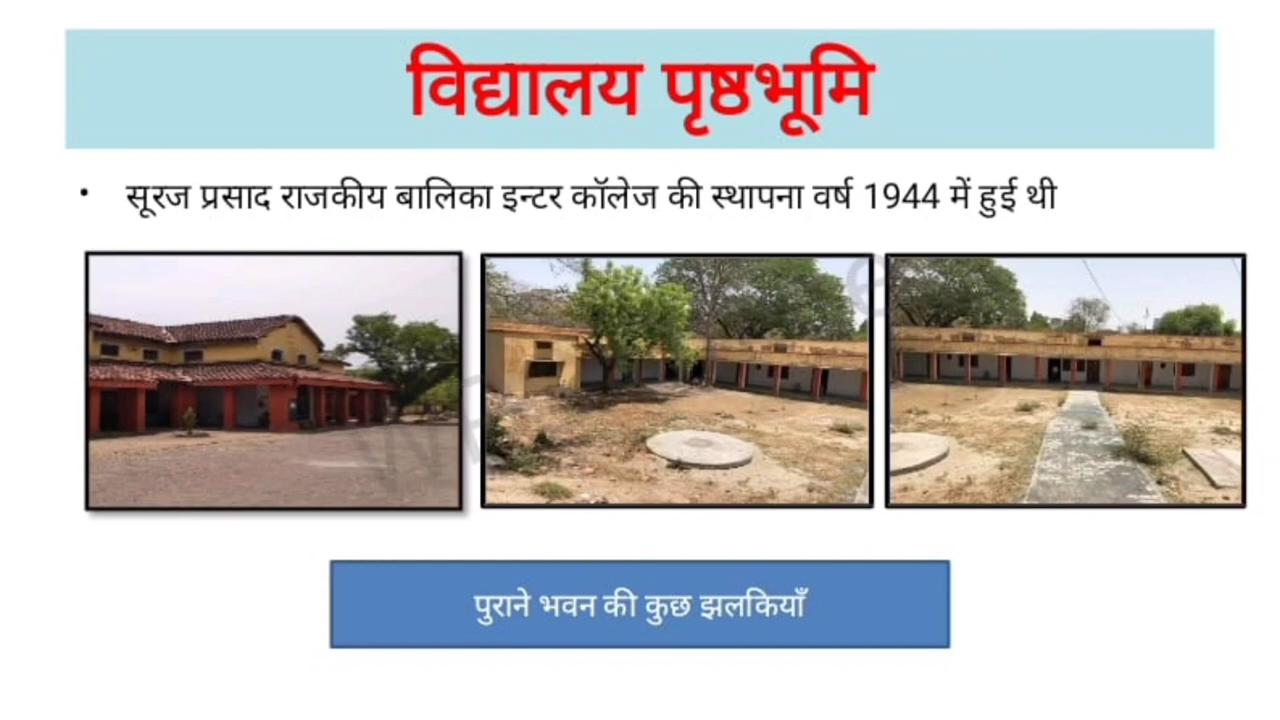 विद्यालय पृष्ठभूमि
• सूरज प्रसाद राजकीय बालिका इन्टर कॉलेज की स्थापना वर्ष 1944 में हुई थी
पुराने भवन की कुछ झलकियाँ